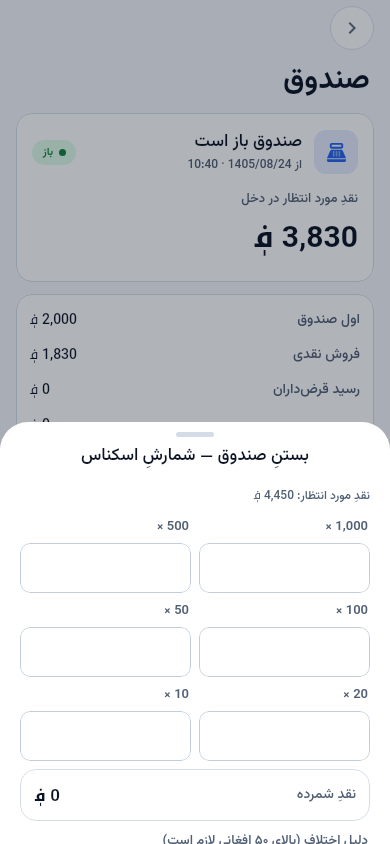 صندوق
صندوق باز است
از 1405/08/24 · 10:40
باز
نقدِ مورد انتظار در دخل
3,830 ؋
اول صندوق
2,000 ؋
فروش نقدی
1,830 ؋
رسید قرض‌داران
0 ؋
بستنِ صندوق — شمارشِ اسکناس
نقدِ مورد انتظار: 4,450 ؋
1,000 ×
500 ×
100 ×
50 ×
20 ×
10 ×
نقدِ شمرده
0 ؋
دلیل اختلاف (بالای ۵۰ افغانی لازم است)